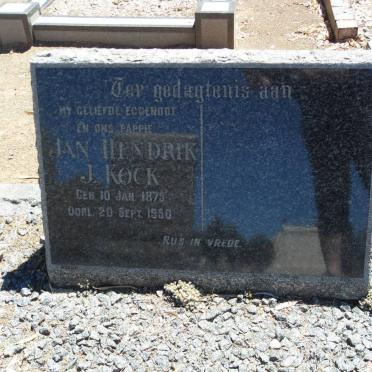 Ter gedagtenis aan
MY GELIEFDE EGGENOOT
EN ONS PAPPIE
JAN HENDRIK
J. KOCK
GEB. 10 JAN. 1875
OORL. 20 SEPT. 1950
RUS IN VREDE.